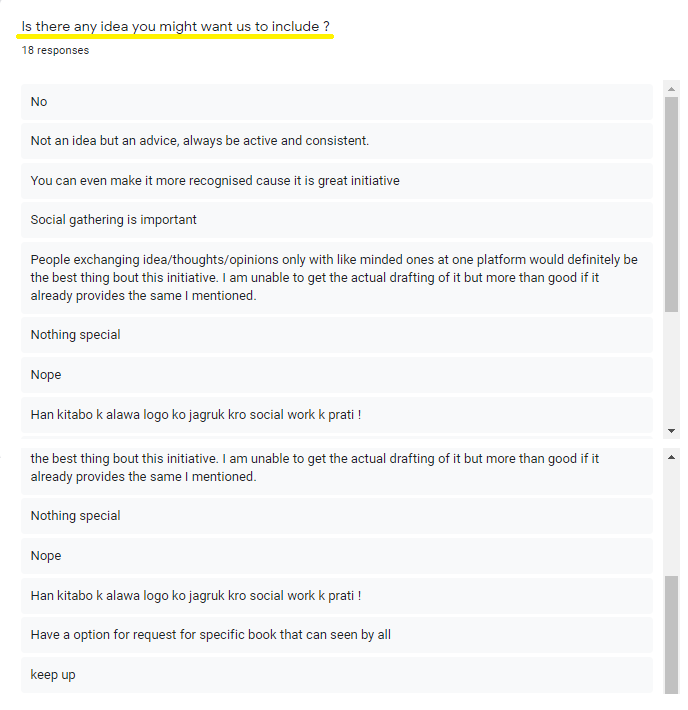 Is there any idea you might want us to include ?
18 responses
No
Not an idea but an advice, always be active and consistent.
You can even make it more recognised cause it is great initiative
Social gathering is important
People exchanging idea/thoughts/opinions only with like minded ones at one platform would definitely be
the best thing bout this initiative. I am unable to get the actual drafting of it but more than good if it
already provides the same I mentioned.
Nothing special
Nope
Han kitabo k alawa logo ko jagruk kro social work k prati !
the best thing bout this initiative. I am unable to get the actual drafting of it but more than good if it
already provides the same I mentioned.
Nothing special
Nope
Han kitabo k alawa logo ko jagruk kro social work k prati !
Have a option for request for specific book that can seen by all
keep up